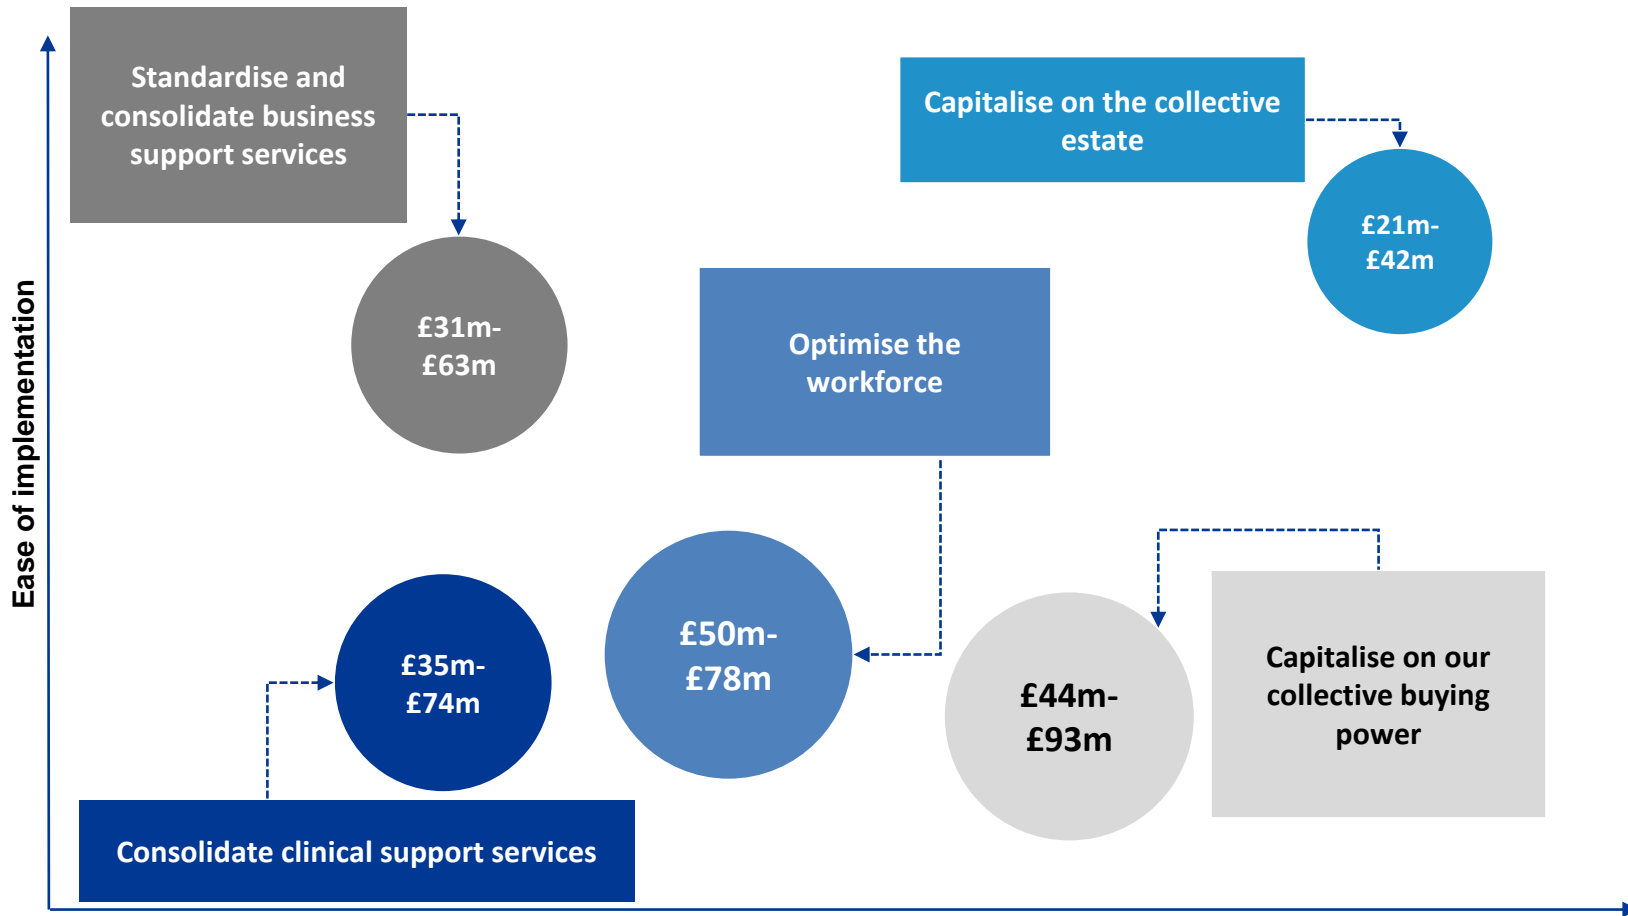 Ease of implementation
Standardise and
consolidate business
support services
£31m-
£63m
Capitalise on the collective
estate
£21m-
£42m
Optimise the
workforce
£50m-
£78m
£35m-
£74m
Consolidate clinical support services
£44m-
£93m
Capitalise on our
collective buying
power